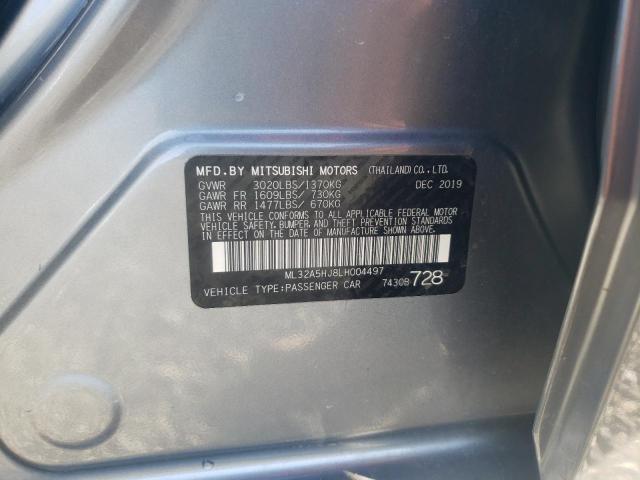 MFD.BY MITSUBISHI MOTORS (THAILAND)CO.,LTD.
GVWR 3020LBS/1370KG DEC 2019
GAWR FR 1609LBS/ 730KG
GAWR RR 1477LBS/ 670KG
THIS VEHICLE CONFORMS TO ALL APPLICABLE FEDERAL MOTOR
VEHICLE SAFETY, BUMPER, AND THEFT PREVENTION STANDARDS
IN EFFECT ON THE DATE OF MANUFACTURE SHOWN ABOVE.
ML32A5HJ8LH004497
VEHICLE TYPE:PASSENGER CAR 7430B 728